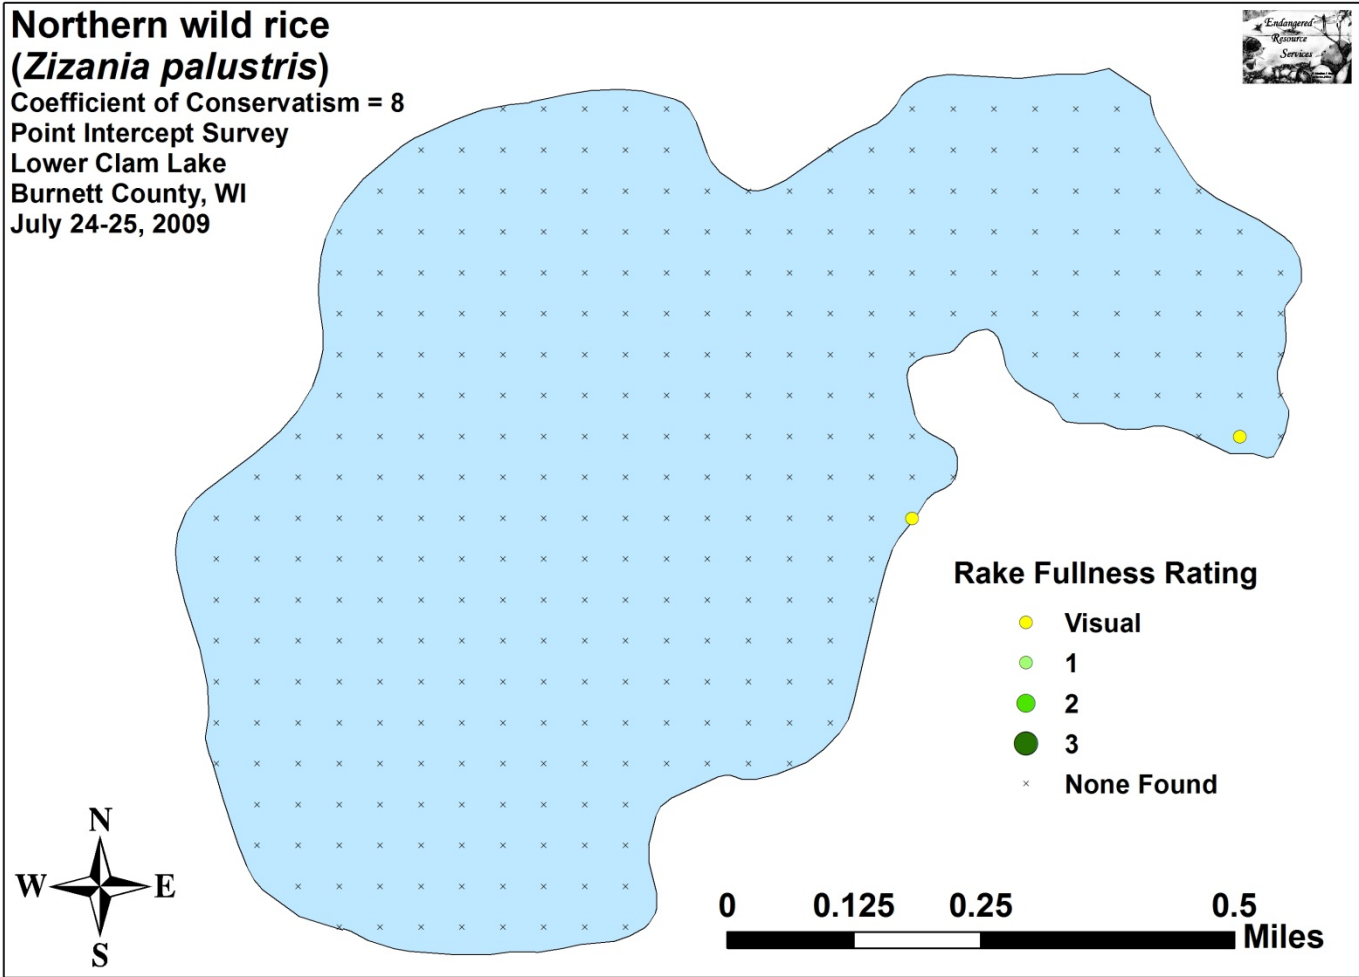 Northern wild rice
(Zizania palustris)
Coefficient of Conservatism = 8
Point Intercept Survey
Lower Clam Lake
Burnett County, WI
July 24-25, 2009
Endangered
Resource
Services
Rake Fullness Rating
Visual
1
2
3
None Found
N
W E
S
0 0.125 0.25 0.5
Miles